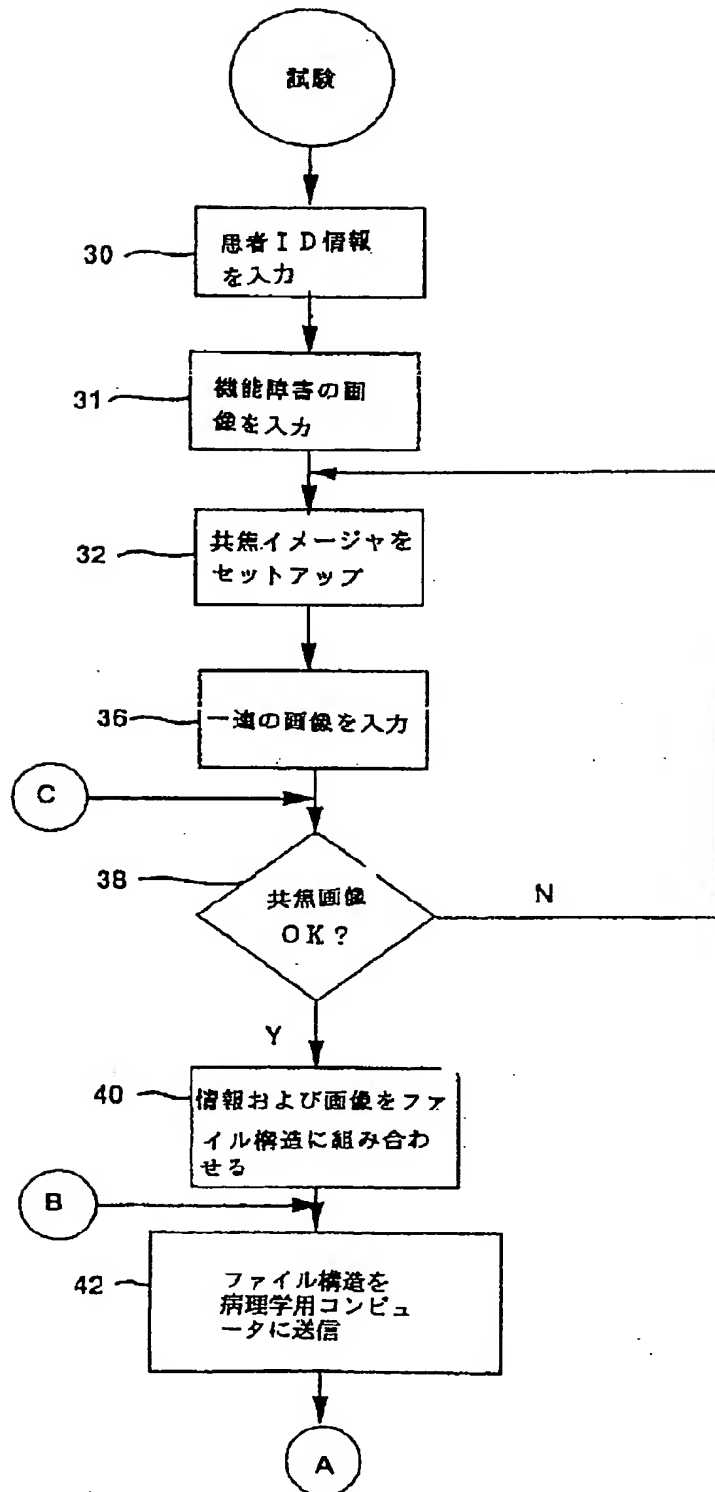 試験
30
患者ID情報
を入力
31
機能障害の画
像を入力
32
共焦イメージャを
セットアップ
36
一連の画像を入力
C
38
共焦画像
OK?
N
Y
40
情報および画像をファ
イル構造に組み合わ
せる
B
42
ファイル構造を
病理学用コンピュ
ータに送信
A